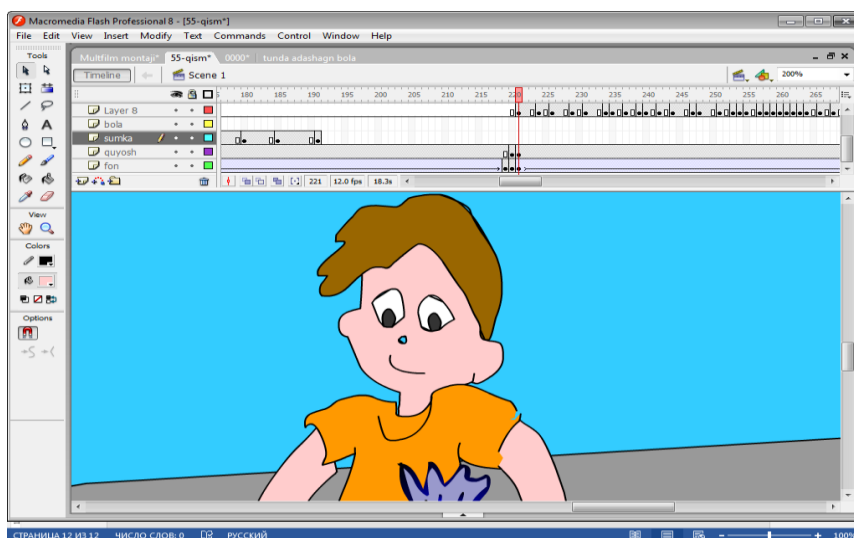 Macromedia Flash Professional 8 - [55-qism*]
File Edit View Insert Modify Text Commands Control Window Help
Tools
Multfilm montaji* 55-qism* 0000* tunda adashagn bola
Timeline Scene 1 200%
180 185 190 195 200 205 210 215 220 225 230 235 240 245 250 255 260 265
Layer 8
bola
sumka
quyosh
fon
221 12.0 fps 18.3s
View
Colors
Options
СТРАНИЦА 12 ИЗ 12 ЧИСЛО СЛОВ: 0 РУССКИЙ 100%